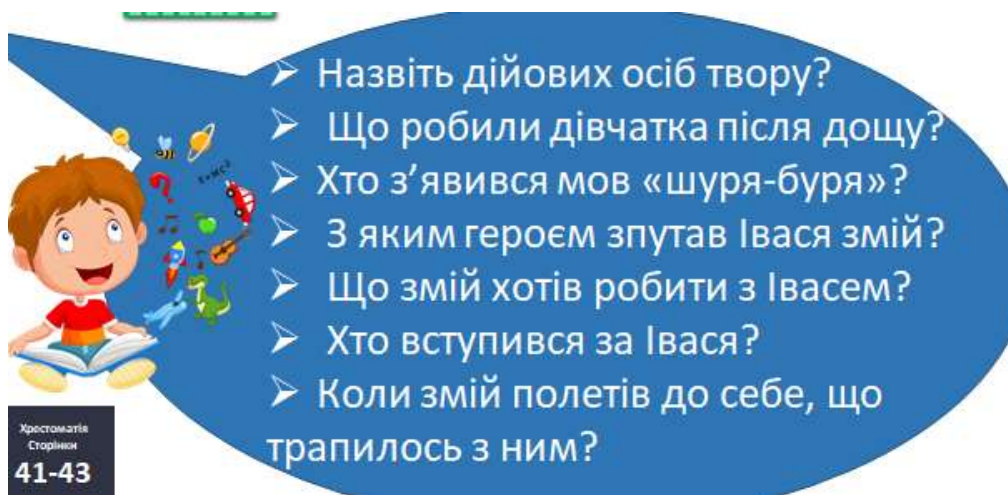 ➢ Назвіть дійових осіб твору?
➢ Що робили дівчатка після дощу?
➢ Хто з’явився мов «шуря-буря»?
➢ З яким героєм зпутав Івася змій?
➢ Що змій хотів робити з Івасем?
➢ Хто вступився за Івася?
➢ Коли змій полетів до себе, що
трапилось з ним?
Хрестоматія
Сторінки
41-43